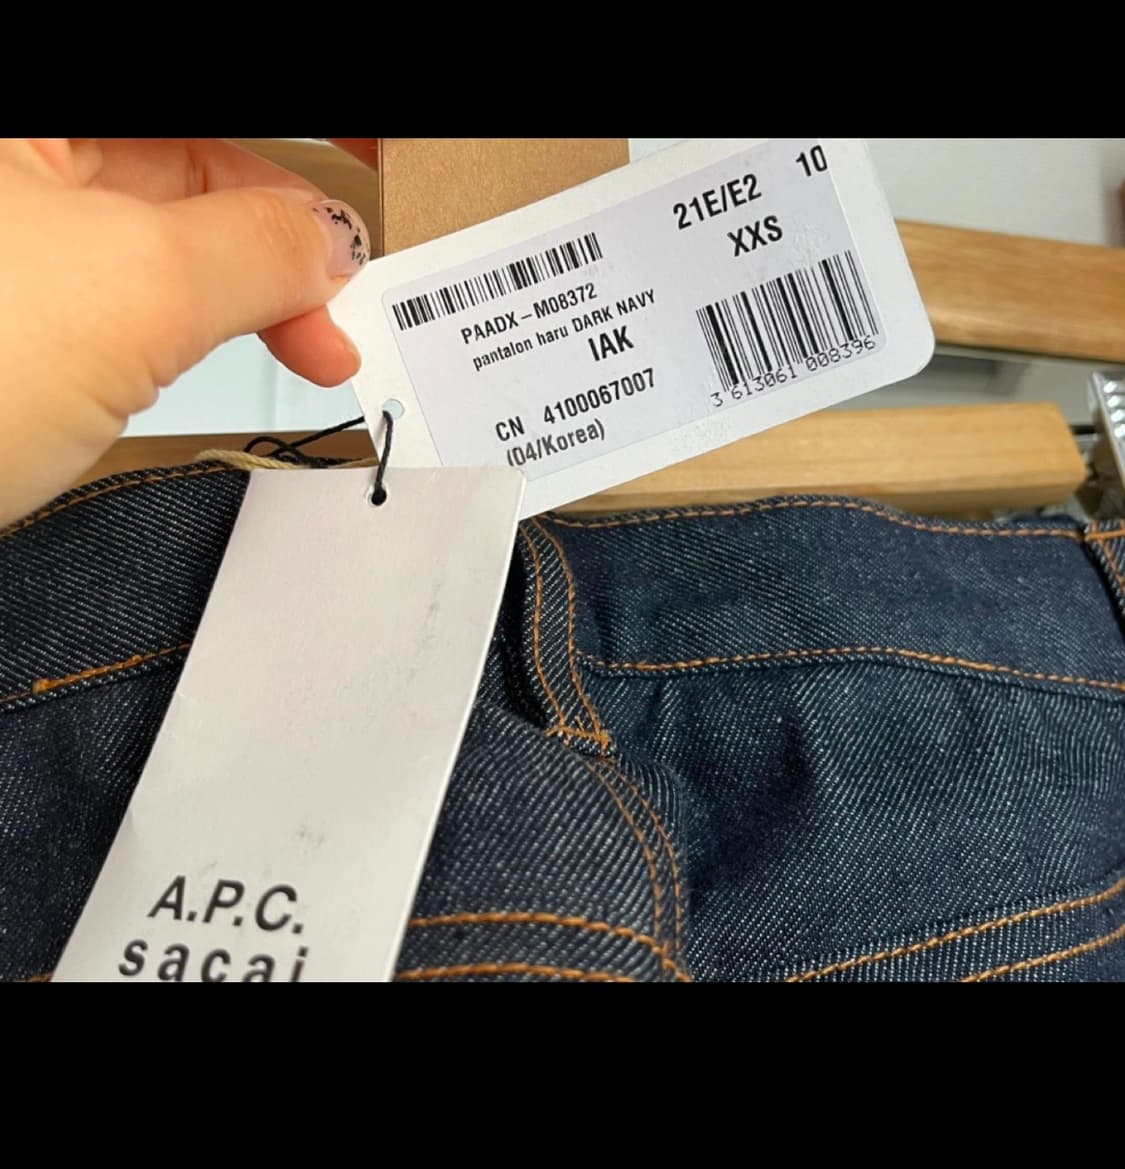 10
21E/E2
XXS
PAADX-M08372
pantalon haru DARK NAVY
IAK
CN 4100067007
(04/Korea)
3 613061 008396
A.P.C.
sacai